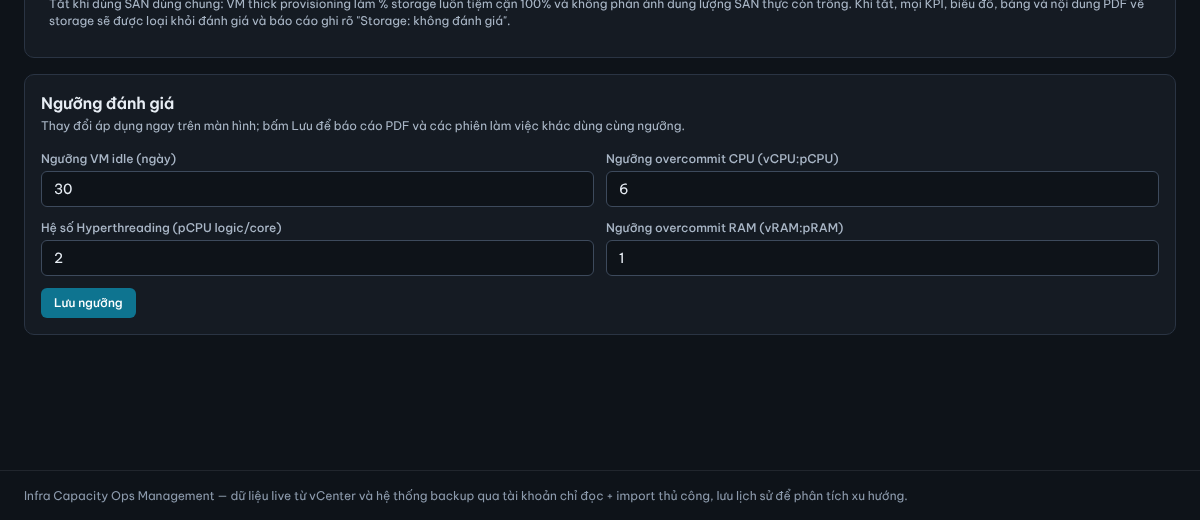 Tắt khi dùng SAN dùng chung: VM thick provisioning làm % storage luôn tiệm cận 100% và không phản ánh dung lượng SAN thực còn trống. Khi tắt, mọi KPI, biểu đồ, bảng và nội dung PDF về
storage sẽ được loại khỏi đánh giá và báo cáo ghi rõ "Storage: không đánh giá".
Ngưỡng đánh giá
Thay đổi áp dụng ngay trên màn hình; bấm Lưu để báo cáo PDF và các phiên làm việc khác dùng cùng ngưỡng.
Ngưỡng VM idle (ngày)
30
Ngưỡng overcommit CPU (vCPU:pCPU)
6
Hệ số Hyperthreading (pCPU logic/core)
2
Ngưỡng overcommit RAM (vRAM:pRAM)
1
Lưu ngưỡng
Infra Capacity Ops Management — dữ liệu live từ vCenter và hệ thống backup qua tài khoản chỉ đọc + import thủ công, lưu lịch sử để phân tích xu hướng.